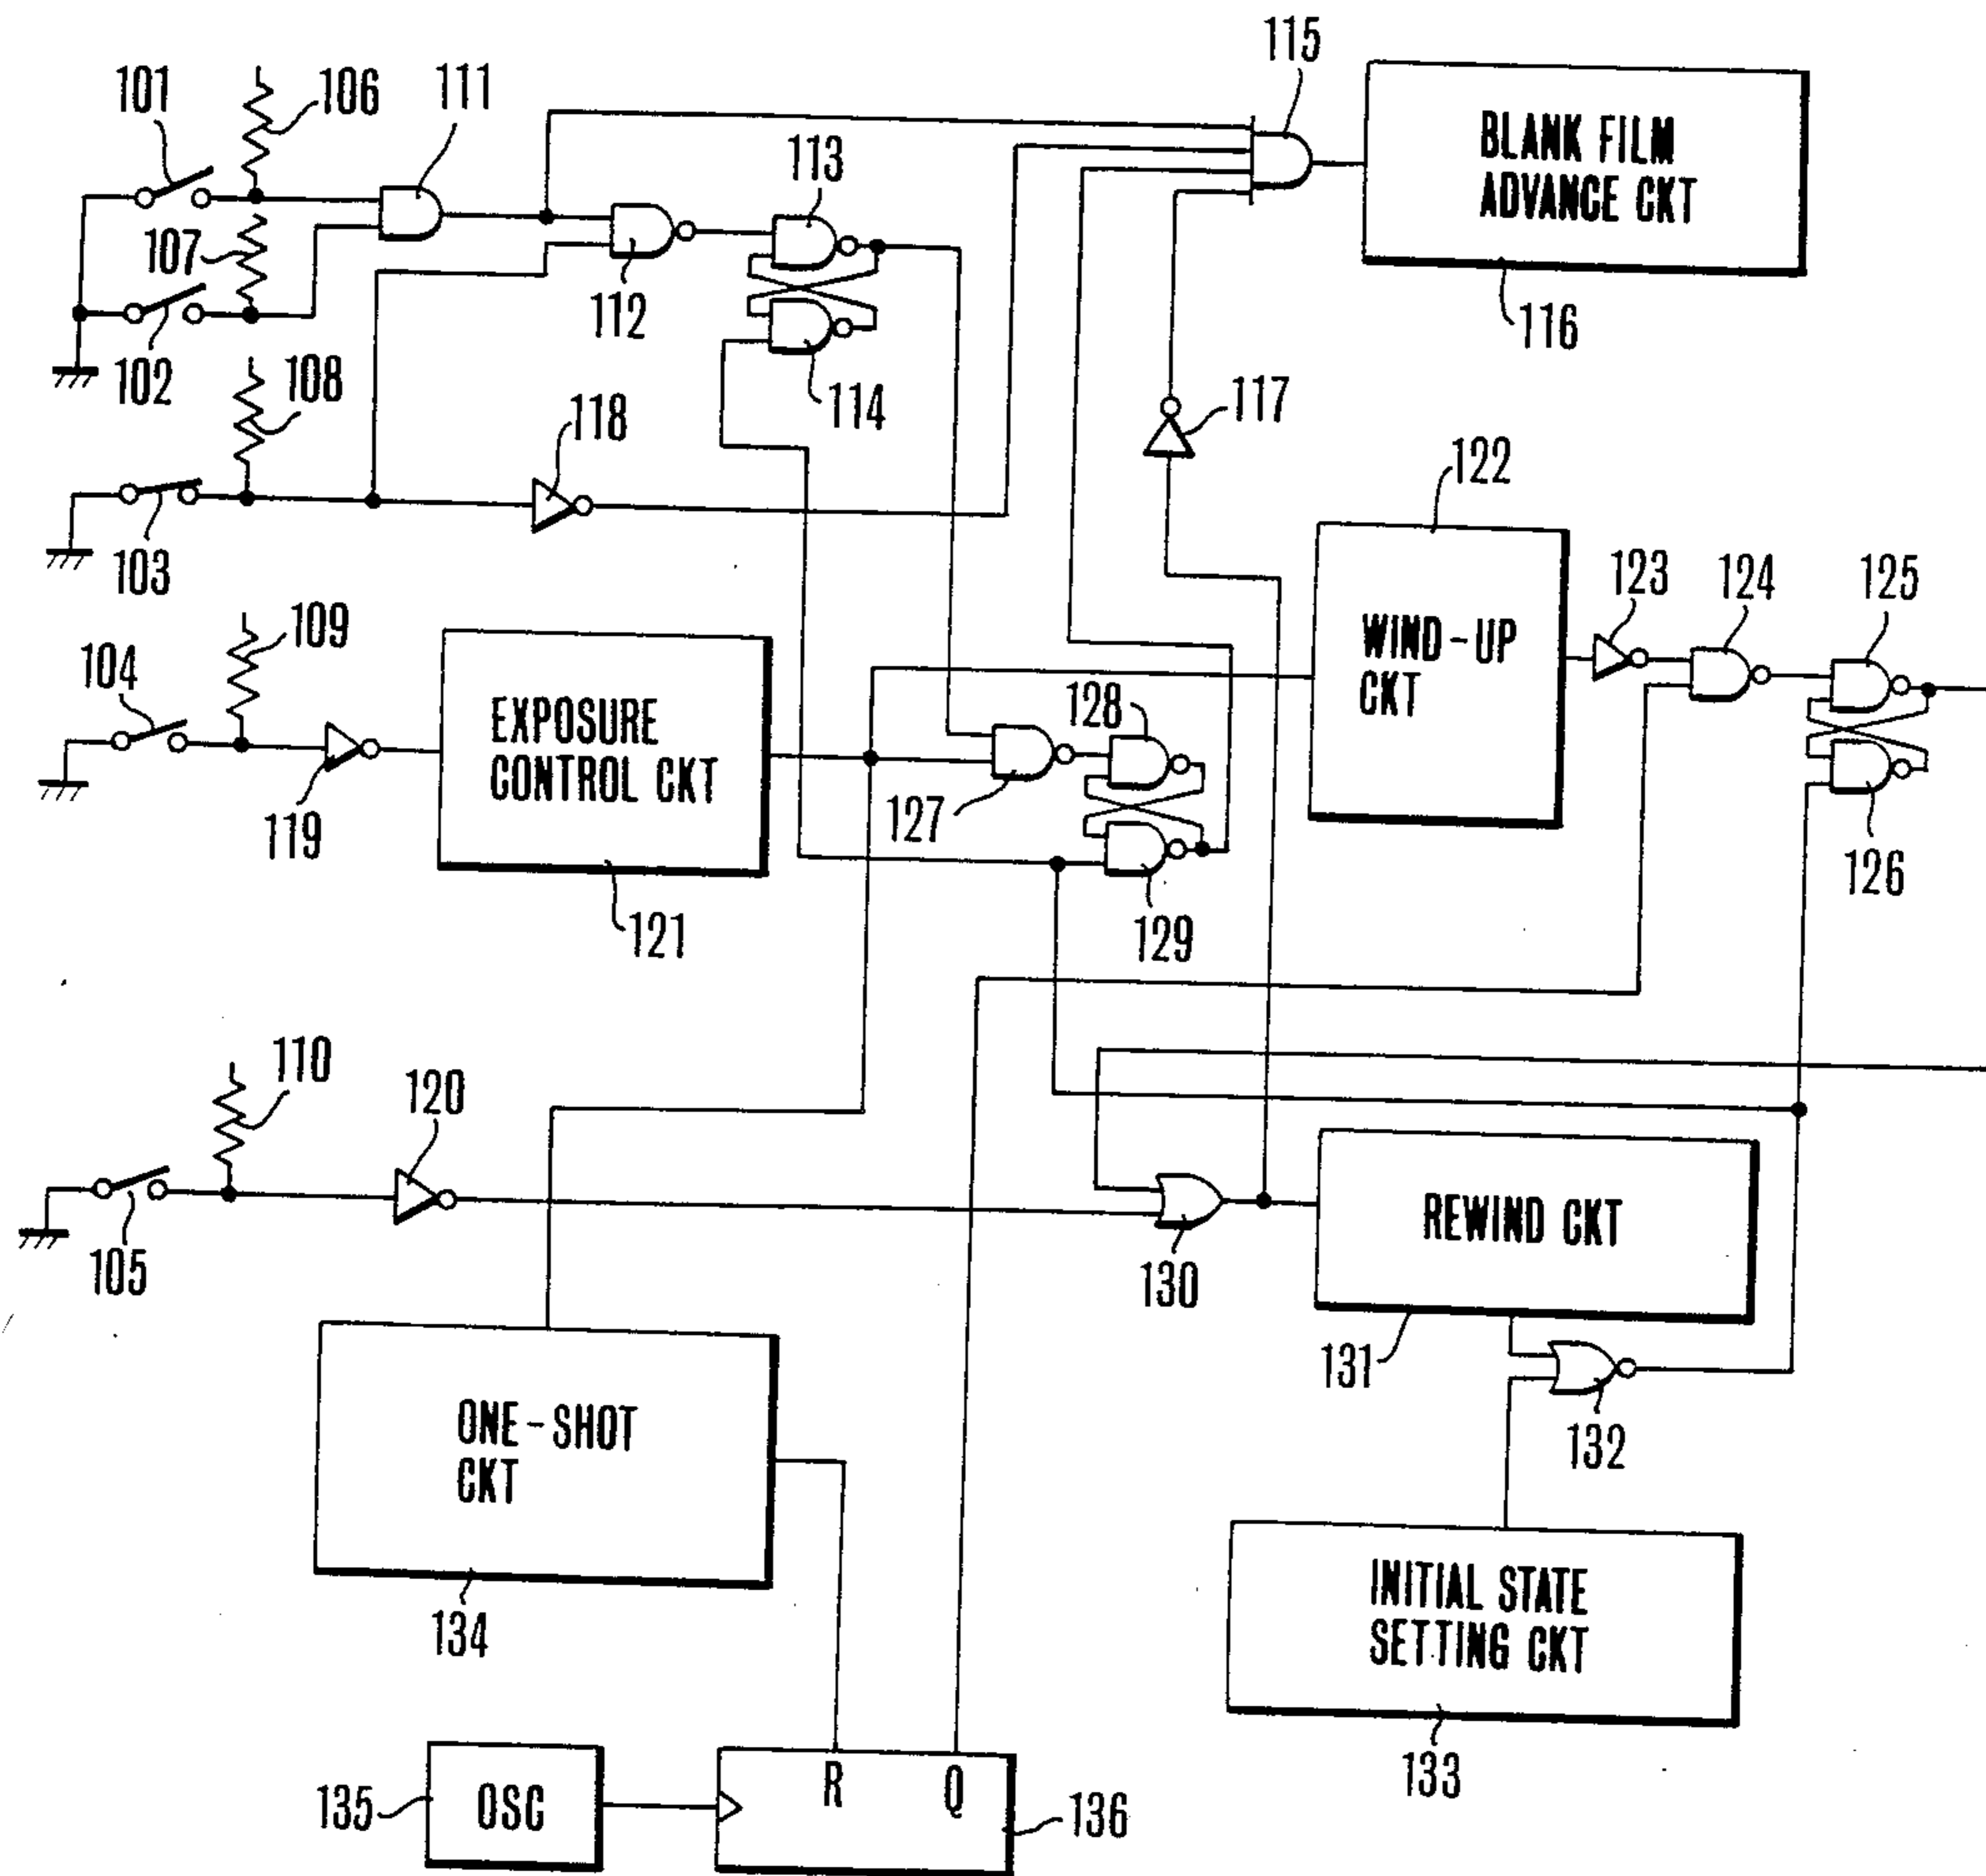 115
101
106
111
BLANK FILM
ADVANCE CKT
113
107
112
116
102
108
114
117
118
122
103
123
124
125
109
WIND-UP
CKT
104
EXPOSURE
CONTROL CKT
128
127
119
126
121
129
110
120
REWIND CKT
105
130
131
ONE-SHOT
CKT
132
INITIAL STATE
SETTING CKT
134
133
R
Q
135
OSC
136